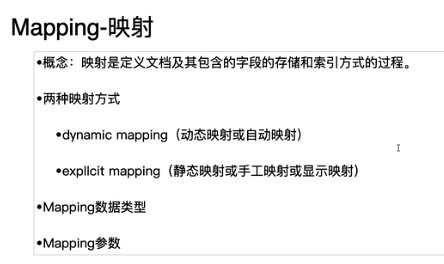 Mapping-映射
•概念：映射是定义文档及其包含的字段的存储和索引方式的过程。
•两种映射方式
•dynamic mapping（动态映射或自动映射）
•expllcit mapping（静态映射或手工映射或显示映射）
•Mapping数据类型
•Mapping参数